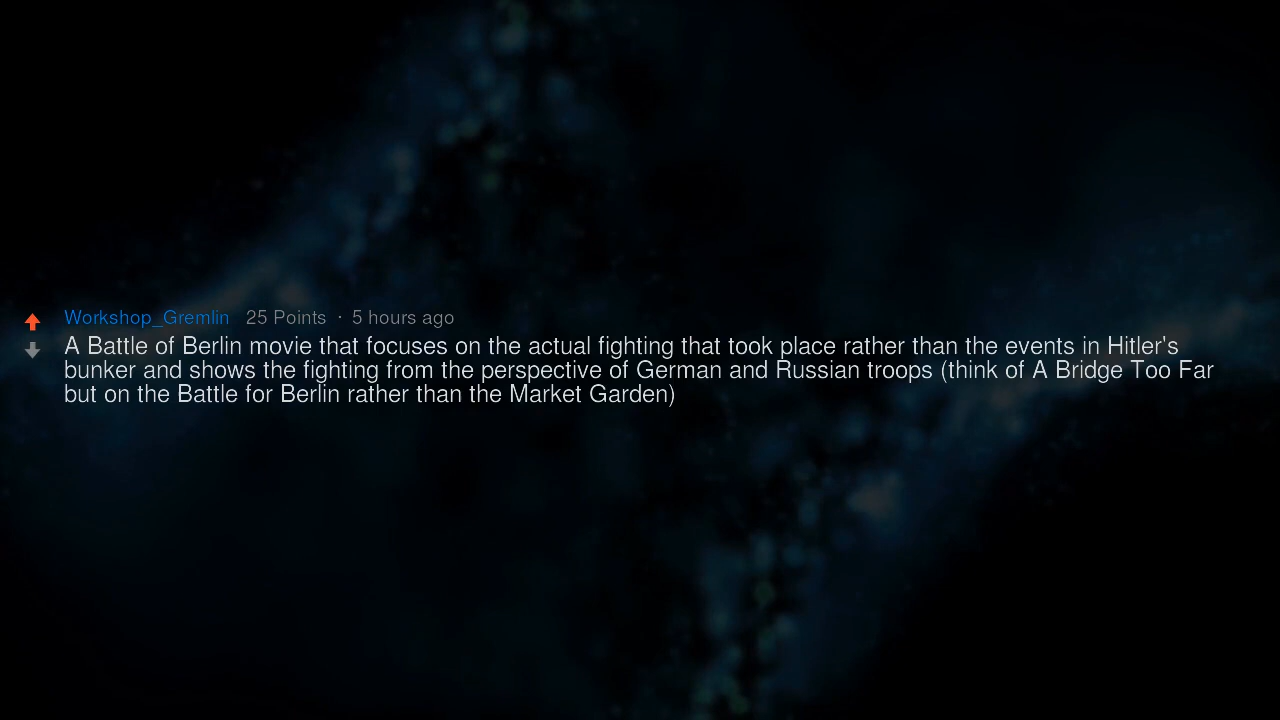 Workshop_Gremlin 25 Points · 5 hours ago
A Battle of Berlin movie that focuses on the actual fighting that took place rather than the events in Hitler's
bunker and shows the fighting from the perspective of German and Russian troops (think of A Bridge Too Far
but on the Battle for Berlin rather than the Market Garden)